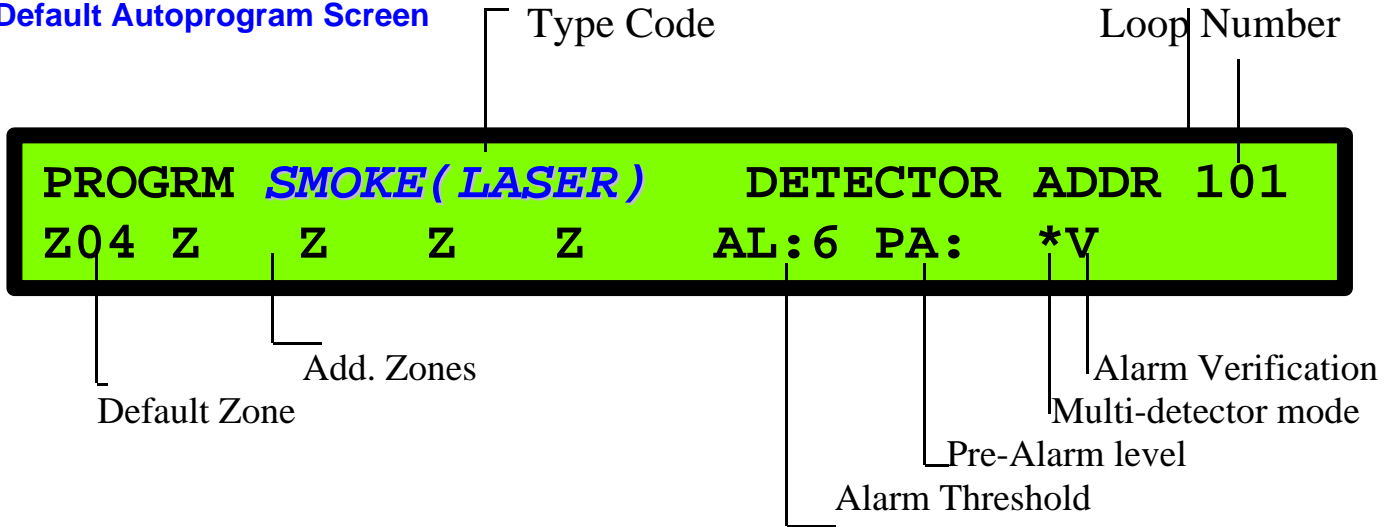 Default Autoprogram Screen
Type Code
Loop Number
PROGRM SMOKE(LASER) DETECTOR ADDR 101
Z04 Z Z Z Z AL:6 PA: *V
Add. Zones
Alarm Verification
Default Zone
Multi-detector mode
Pre-Alarm level
Alarm Threshold